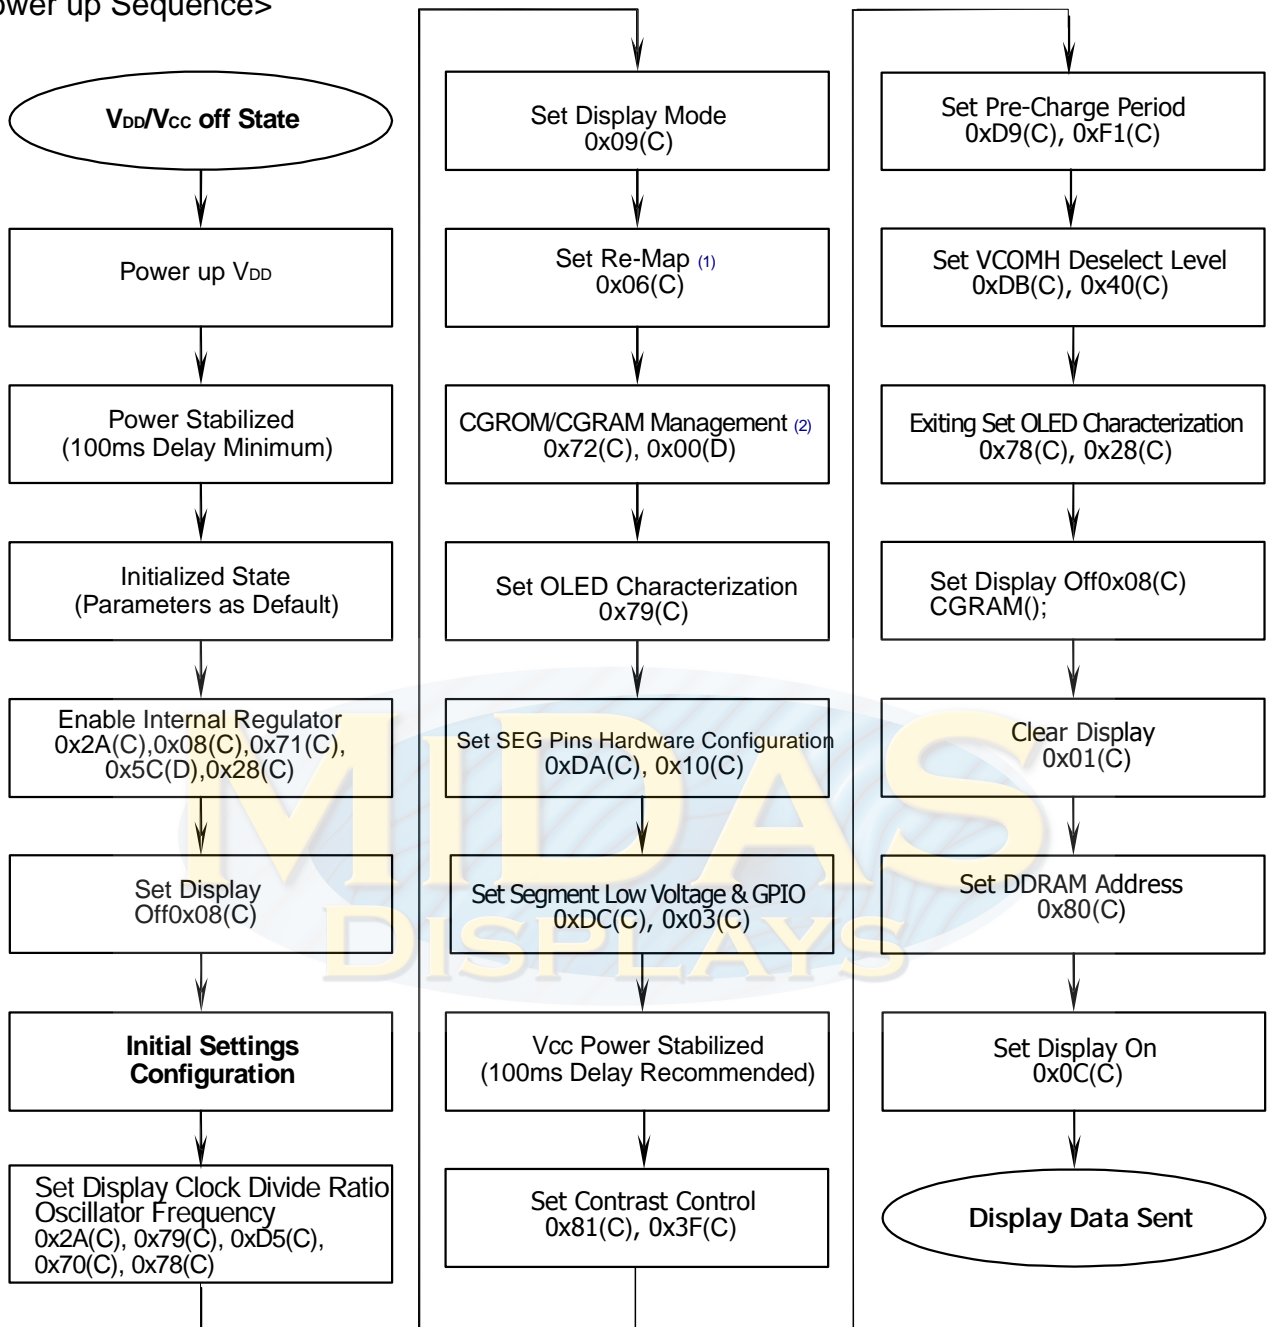 ower up Sequence>
VDD/VCC off State
Power up VDD
Power Stabilized
(100ms Delay Minimum)
Initialized State
(Parameters as Default)
Enable Internal Regulator
0x2A(C),0x08(C),0x71(C),
0x5C(D),0x28(C)
Set Display
Off0x08(C)
Initial Settings
Configuration
Set Display Clock Divide Ratio
Oscillator Frequency
0x2A(C), 0x79(C), 0xD5(C),
0x70(C), 0x78(C)
Set Display Mode
0x09(C)
Set Re-Map (1)
0x06(C)
CGROM/CGRAM Management (2)
0x72(C), 0x00(D)
Set OLED Characterization
0x79(C)
Set SEG Pins Hardware Configuration
0xDA(C), 0x10(C)
Set Segment Low Voltage & GPIO
0xDC(C), 0x03(C)
Vcc Power Stabilized
(100ms Delay Recommended)
Set Contrast Control
0x81(C), 0x3F(C)
Set Pre-Charge Period
0xD9(C), 0xF1(C)
Set VCOMH Deselect Level
0xDB(C), 0x40(C)
Exiting Set OLED Characterization
0x78(C), 0x28(C)
Set Display Off0x08(C)
CGRAM();
Clear Display
0x01(C)
Set DDRAM Address
0x80(C)
Set Display On
0x0C(C)
Display Data Sent
MIDAS
DISPLAYS